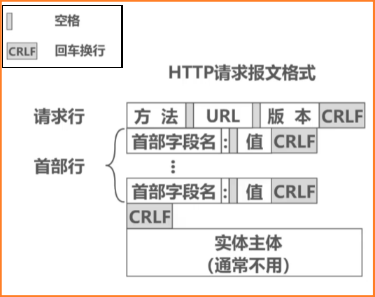 空格
CRLF 回车换行
HTTP请求报文格式
请求行 方 法 URL 版 本 CRLF
首部字段名 : 值 CRLF
首部行
⋮
首部字段名 : 值 CRLF
CRLF
实体主体
(通常不用)